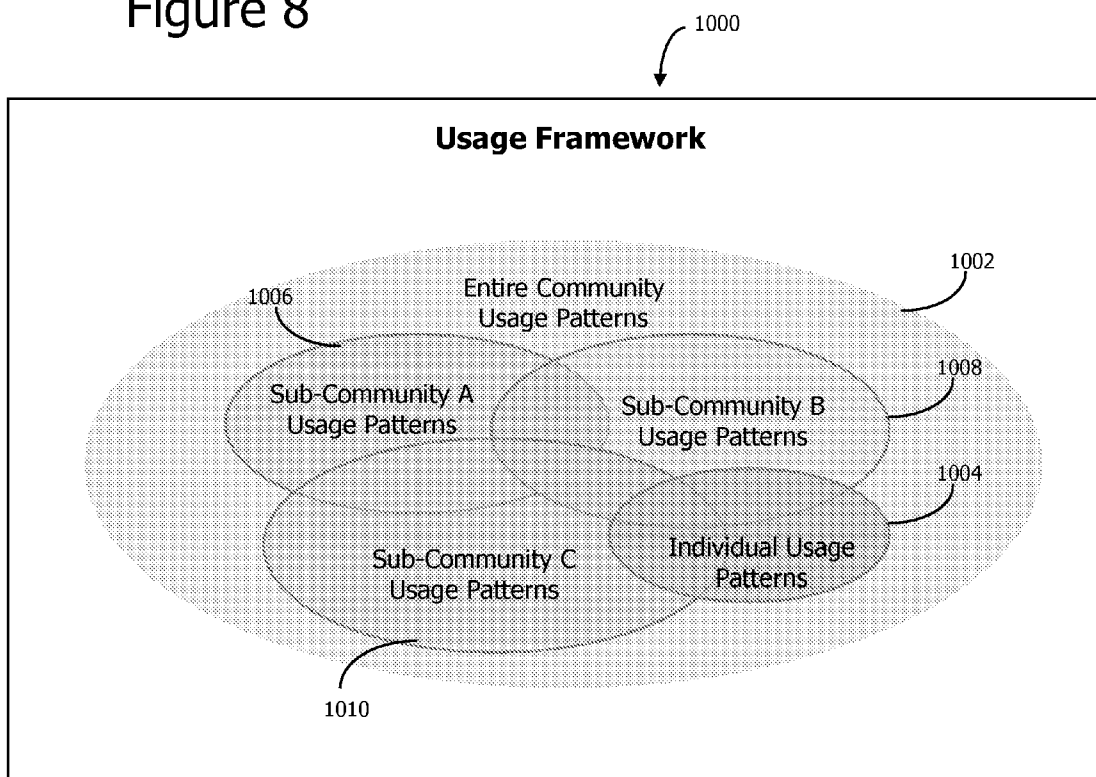 Figure 8
1000
Usage Framework
1002
Entire Community
Usage Patterns
1006
1008
Sub-Community A
Usage Patterns
Sub-Community B
Usage Patterns
1004
Individual Usage
Patterns
Sub-Community C
Usage Patterns
1010